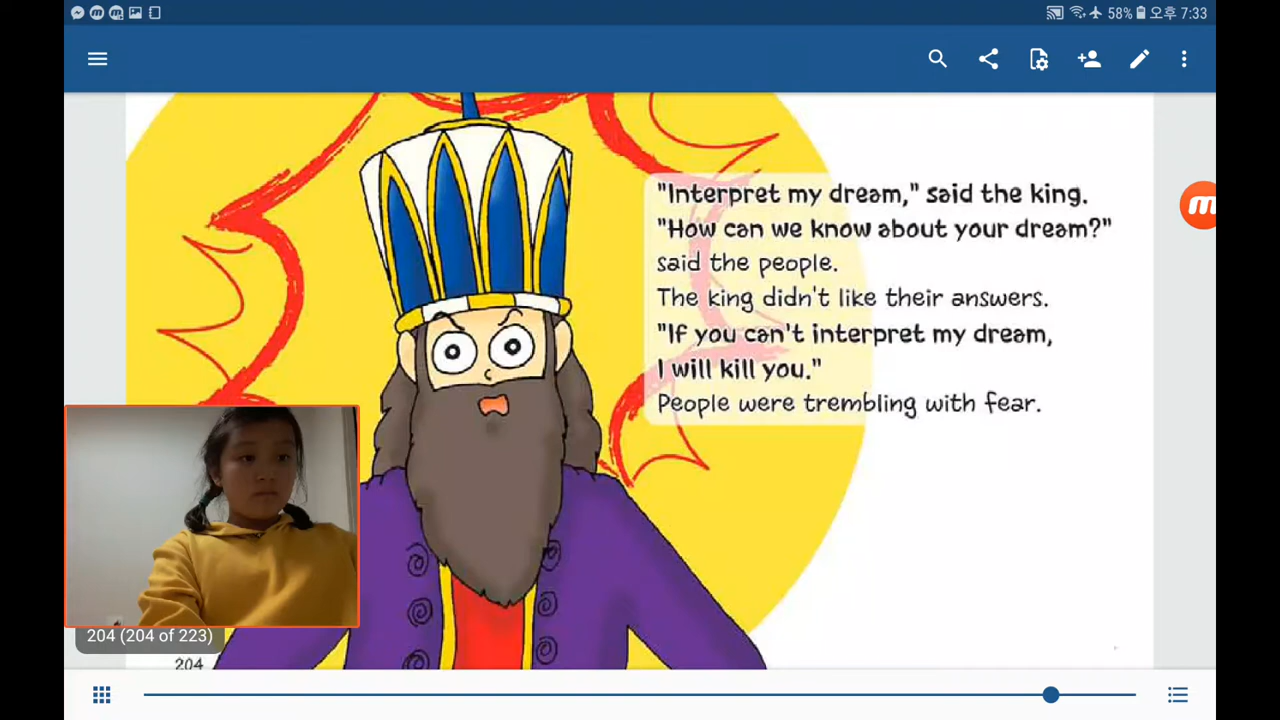 58% 오후 7:33
"Interpret my dream," said the king.
"How can we know about your dream?"
said the people.
The king didn't like their answers.
"If you can't interpret my dream,
I will kill you."
People were trembling with fear.
204 (204 of 223)
204